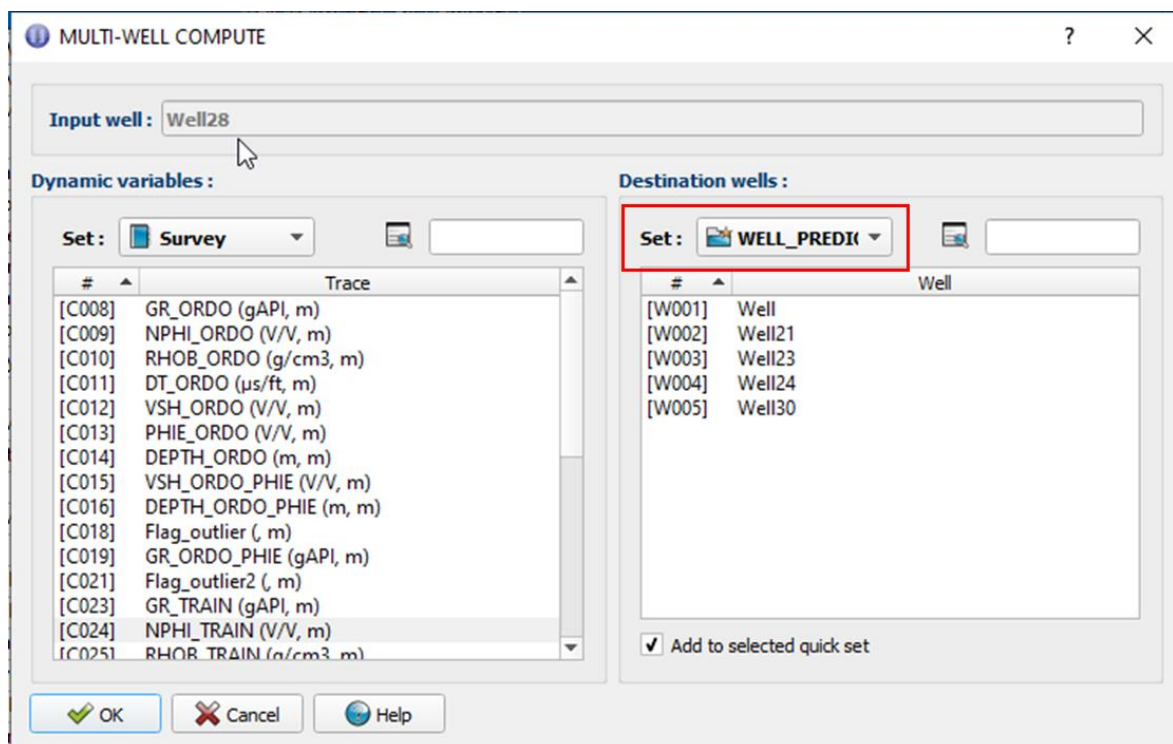 MULTI-WELL COMPUTE ?
Input well : Well28
Dynamic variables :
Set : Survey
# Trace
[C008] GR_ORDO (gAPI, m)
[C009] NPHI_ORDO (V/V, m)
[C010] RHOB_ORDO (g/cm3, m)
[C011] DT_ORDO (µs/ft, m)
[C012] VSH_ORDO (V/V, m)
[C013] PHIE_ORDO (V/V, m)
[C014] DEPTH_ORDO (m, m)
[C015] VSH_ORDO_PHIE (V/V, m)
[C016] DEPTH_ORDO_PHIE (m, m)
[C018] Flag_outlier (, m)
[C019] GR_ORDO_PHIE (gAPI, m)
[C021] Flag_outlier2 (, m)
[C023] GR_TRAIN (gAPI, m)
[C024] NPHI_TRAIN (V/V, m)
[C025] RHOB_TRAIN (g/cm3, m)
Destination wells :
Set : WELL_PREDI(
# Well
[W001] Well
[W002] Well21
[W003] Well23
[W004] Well24
[W005] Well30
Add to selected quick set
OK Cancel Help